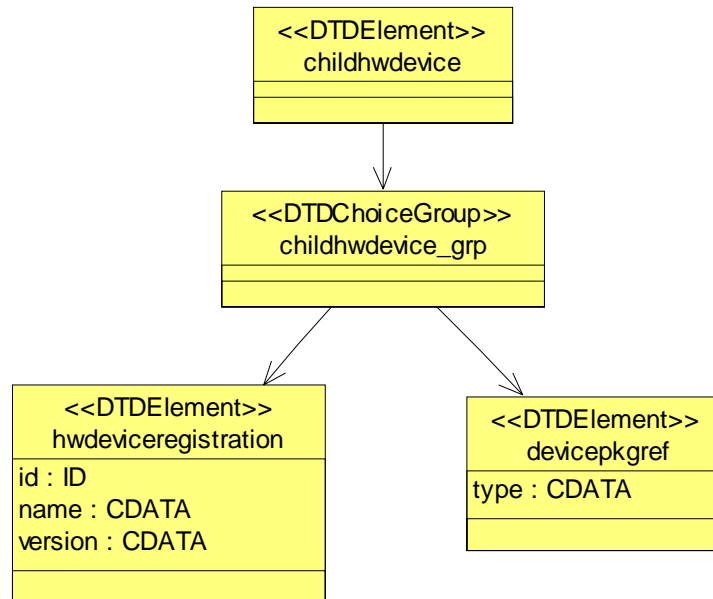 <<DTDElement>>
childhwdevice
<<DTDChoiceGroup>>
childhwdevice_grp
<<DTDElement>>
hwdeviceregistration
id : ID
name : CDATA
version : CDATA
<<DTDElement>>
devicepkgref
type : CDATA